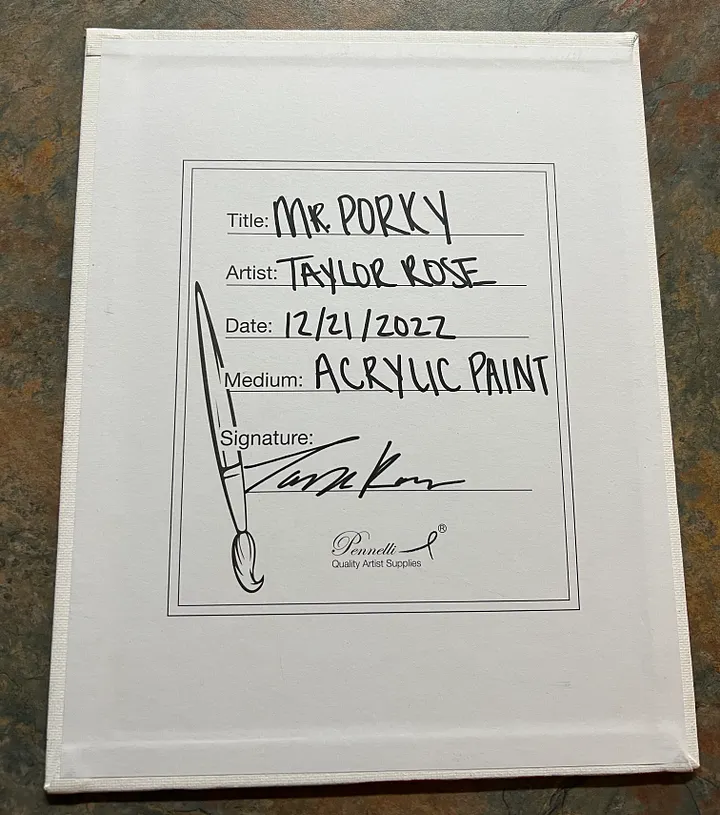 Title: MR. PORKY
Artist: TAYLOR ROSE
Date: 12/21/2022
Medium: ACRYLIC PAINT
Signature:
Pennelli ®
Quality Artist Supplies